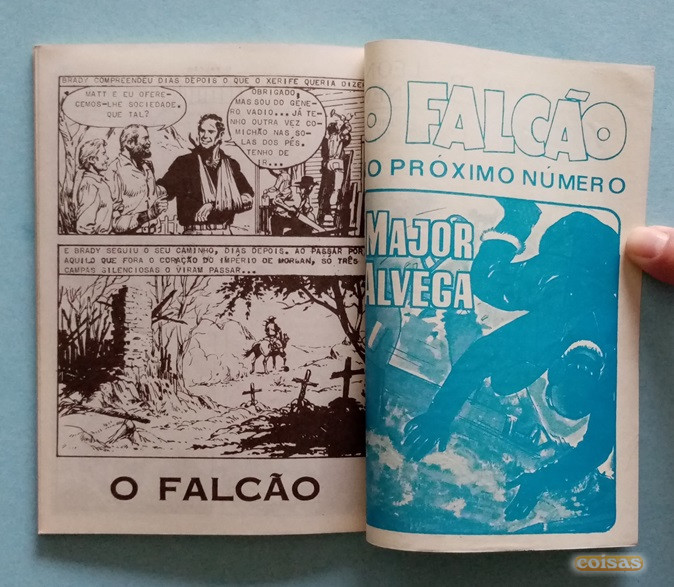 BRADY COMPREENDEU DIAS DEPOIS O QUE O XERIFE QUERIA DIZER
MATT E EU OFERE-
CEMOS-LHE SOCIEDADE.
QUE TAL?
OBRIGADO,
MAS SOU DO GENE-
RO VADIO... JÁ TE-
NHO OUTRA VEZ CO-
MICHÃO NAS SO-
LAS DOS PÉS.
TENHO DE
IR...
E BRADY SEGUIU O SEU CAMINHO, DIAS DEPOIS. AO PASSAR POR
AQUILO QUE FORA O CORAÇÃO DO IMPÉRIO DE MORGAN, SÓ TRÊS
CAMPAS SILENCIOSAS O VIRAM PASSAR...
O FALCÃO
O FALCÃO
NO PRÓXIMO NÚMERO
MAJOR
ALVEGA
coisas